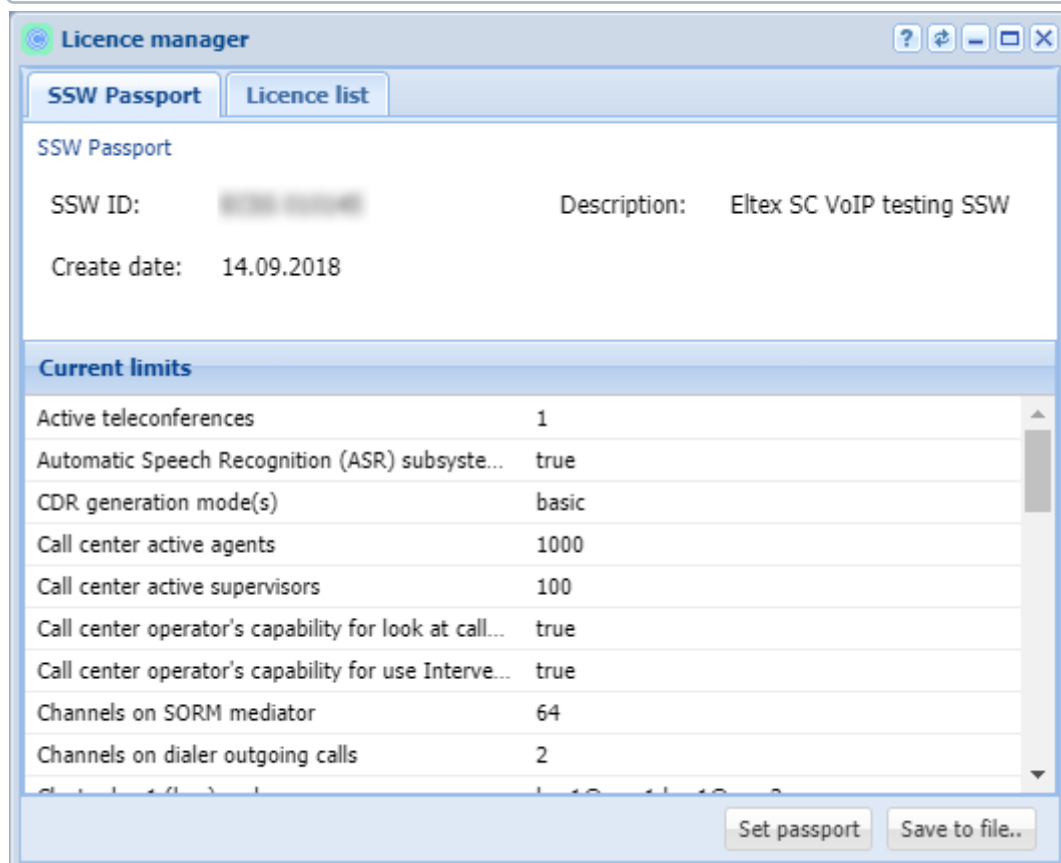 Licence manager
SSW Passport Licence list
SSW Passport
SSW ID: Description: Eltex SC VoIP testing SSW
Create date: 14.09.2018
Current limits
Active teleconferences 1
Automatic Speech Recognition (ASR) subsyste... true
CDR generation mode(s) basic
Call center active agents 1000
Call center active supervisors 100
Call center operator's capability for look at call... true
Call center operator's capability for use Interve... true
Channels on SORM mediator 64
Channels on dialer outgoing calls 2
Set passport Save to file..